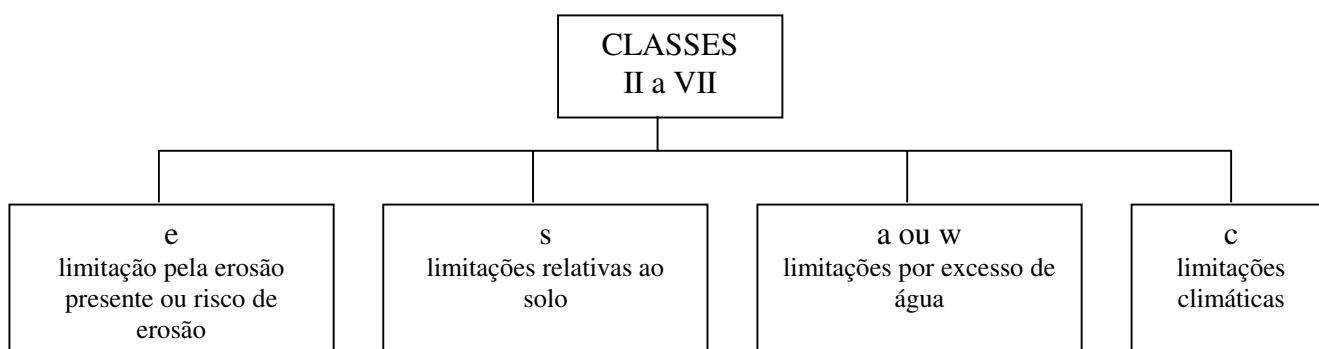 CLASSES
II a VII
e
limitação pela erosão
presente ou risco de
erosão
s
limitações relativas ao
solo
a ou w
limitações por excesso de
água
c
limitações
climáticas